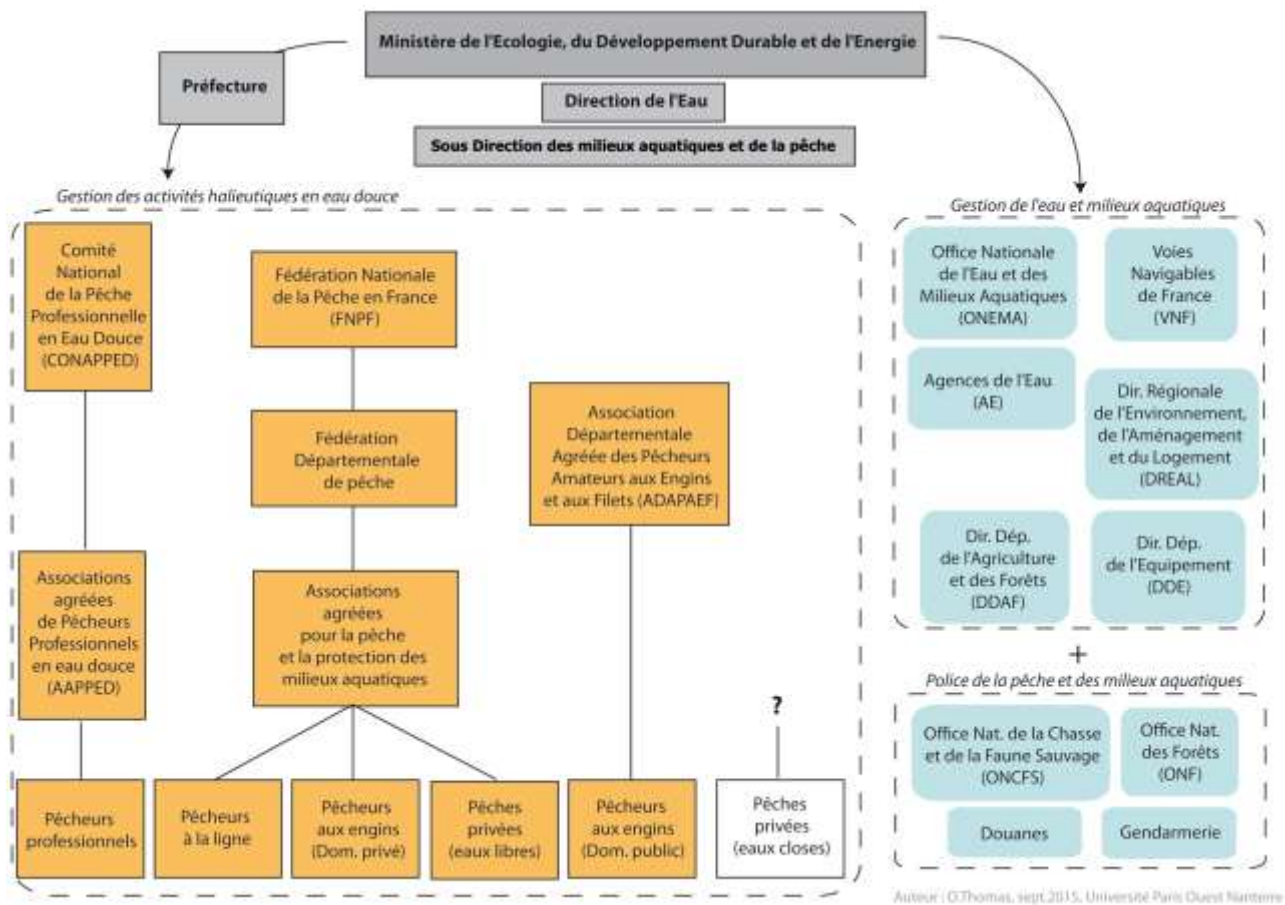 Ministère de l'Ecologie, du Développement Durable et de l'Energie
Préfecture
Direction de l'Eau
Sous Direction des milieux aquatiques et de la pêche
Gestion des activités halieutiques en eau douce
Comité
National
de la Pêche
Professionnelle
en Eau Douce
(CONAPPED)
Fédération Nationale
de la Pêche en France
(FNPF)
Association
Départementale
Agréée des Pêcheurs
Amateurs aux Engins
et aux Filets (ADAPAEF)
Fédération
Départementale
de pêche
Associations
agréées
de Pêcheurs
Professionnels
en eau douce
(AAPPED)
Associations
agréées
pour la pêche
et la protection des
milieux aquatiques
?
Pêcheurs
professionnels
Pêcheurs
à la ligne
Pêcheurs
aux engins
(Dom. privé)
Pêches
privées
(eaux libres)
Pêcheurs
aux engins
(Dom. public)
Pêches
privées
(eaux closes)
Gestion de l'eau et milieux aquatiques
Office Nationale
de l'Eau et des
Milieux Aquatiques
(ONEMA)
Voies
Navigables
de France
(VNF)
Agences de l'Eau
(AE)
Dir. Régionale
de l'Environnement,
de l'Aménagement
et du Logement
(DREAL)
Dir. Dép.
de l'Agriculture
et des Forêts
(DDAF)
Dir. Dép.
de l'Equipement
(DDE)
+
Police de la pêche et des milieux aquatiques
Office Nat. de la Chasse
et de la Faune Sauvage
(ONCFS)
Office Nat.
des Forêts
(ONF)
Douanes
Gendarmerie
Auteur : O.Thomas, sept.2015, Université Paris Ouest Nanterre